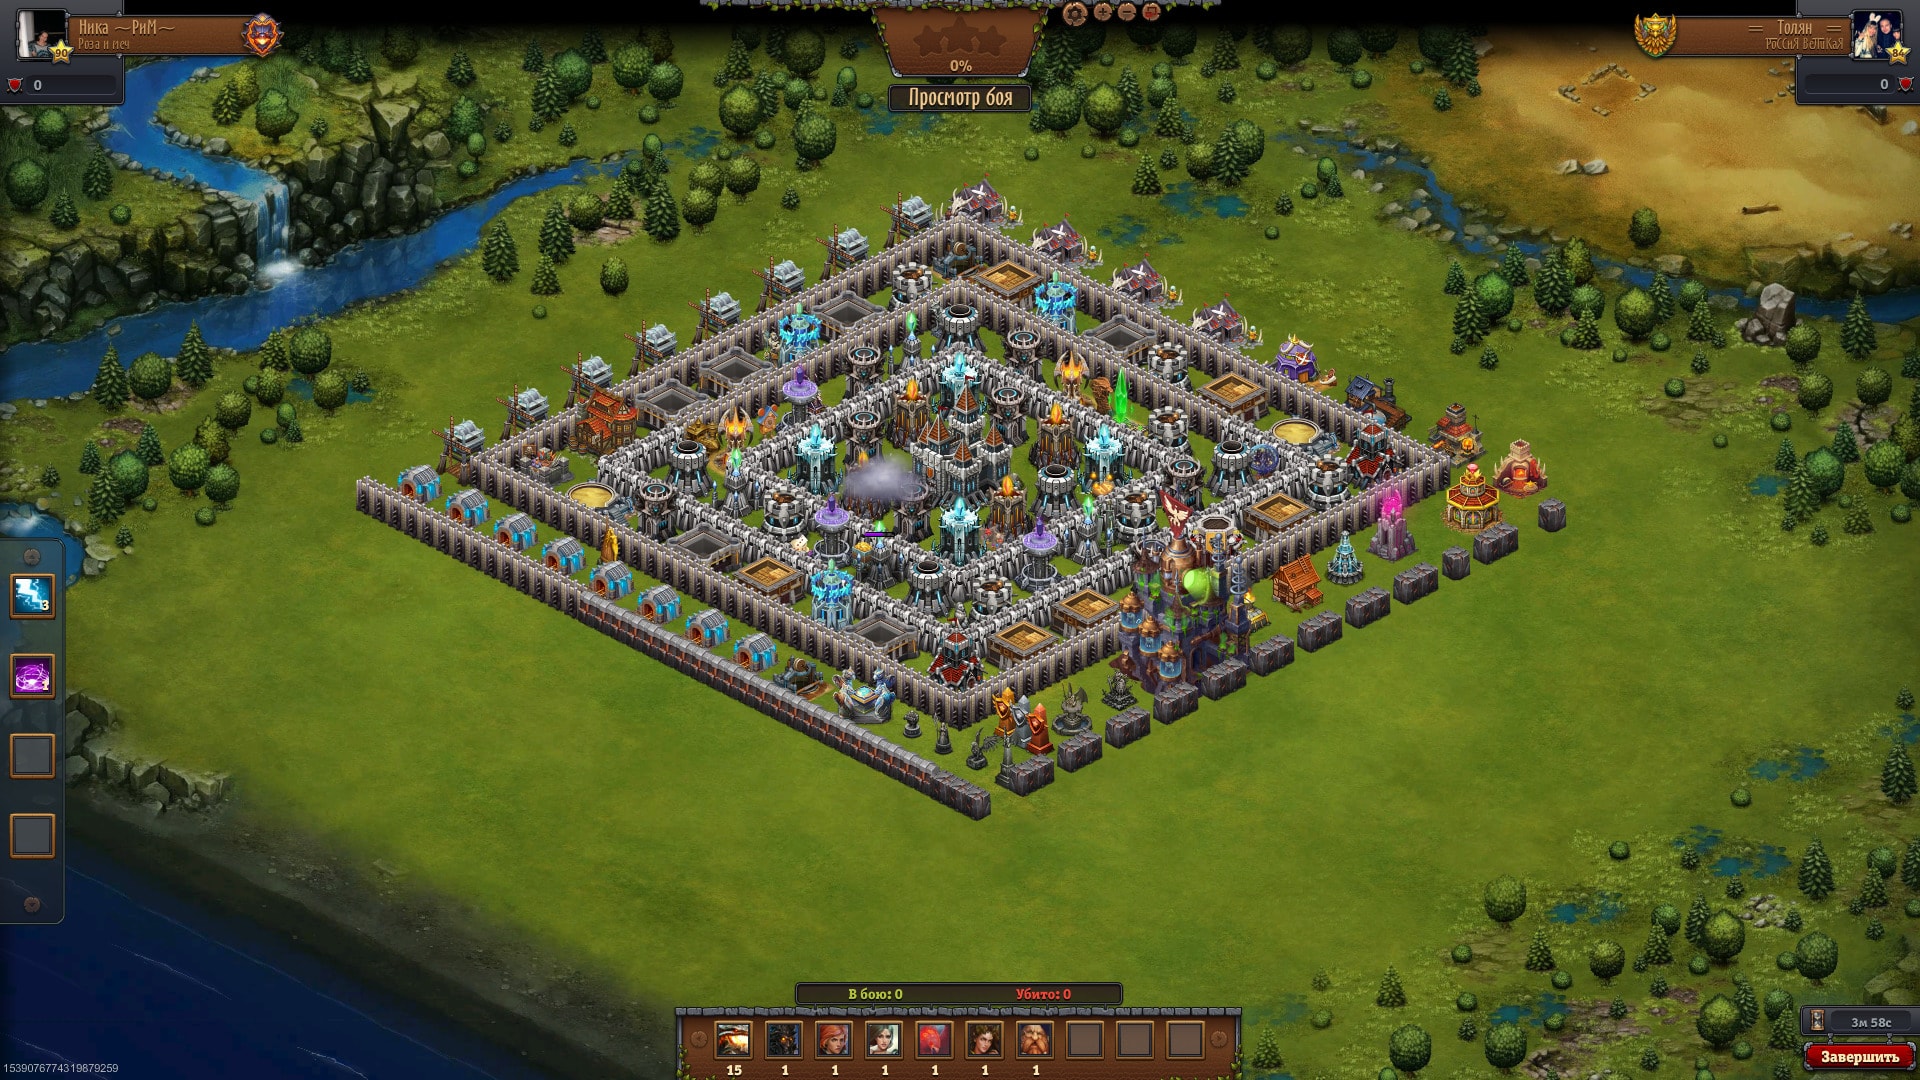 Ника ~РиМ~
Роза и меч
90
0
0%
Просмотр боя
Толян
РоССиЯ ВеЛиКаЯ
84
0
3
1
В бою: 0
Убито: 0
15
1
1
1
1
1
1
3м 58с
Завершить
1539076774319879259